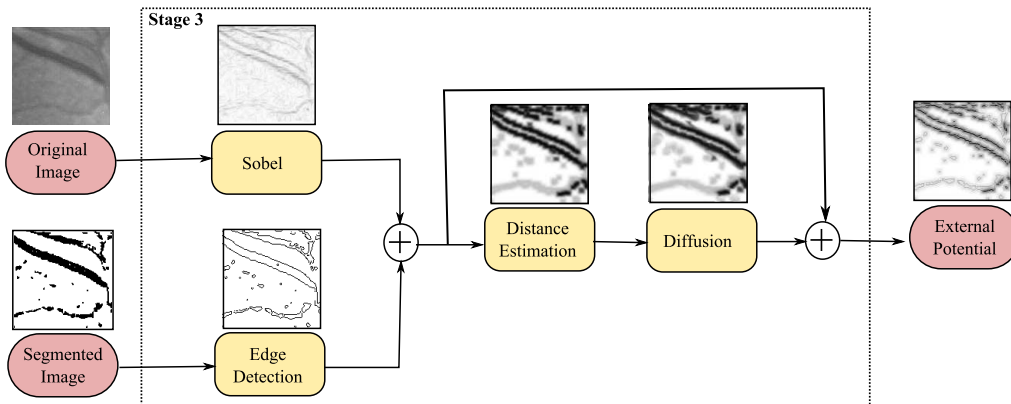 Stage 3
Original
Image
Sobel
Distance
Estimation
Diffusion
External
Potential
Segmented
Image
Edge
Detection